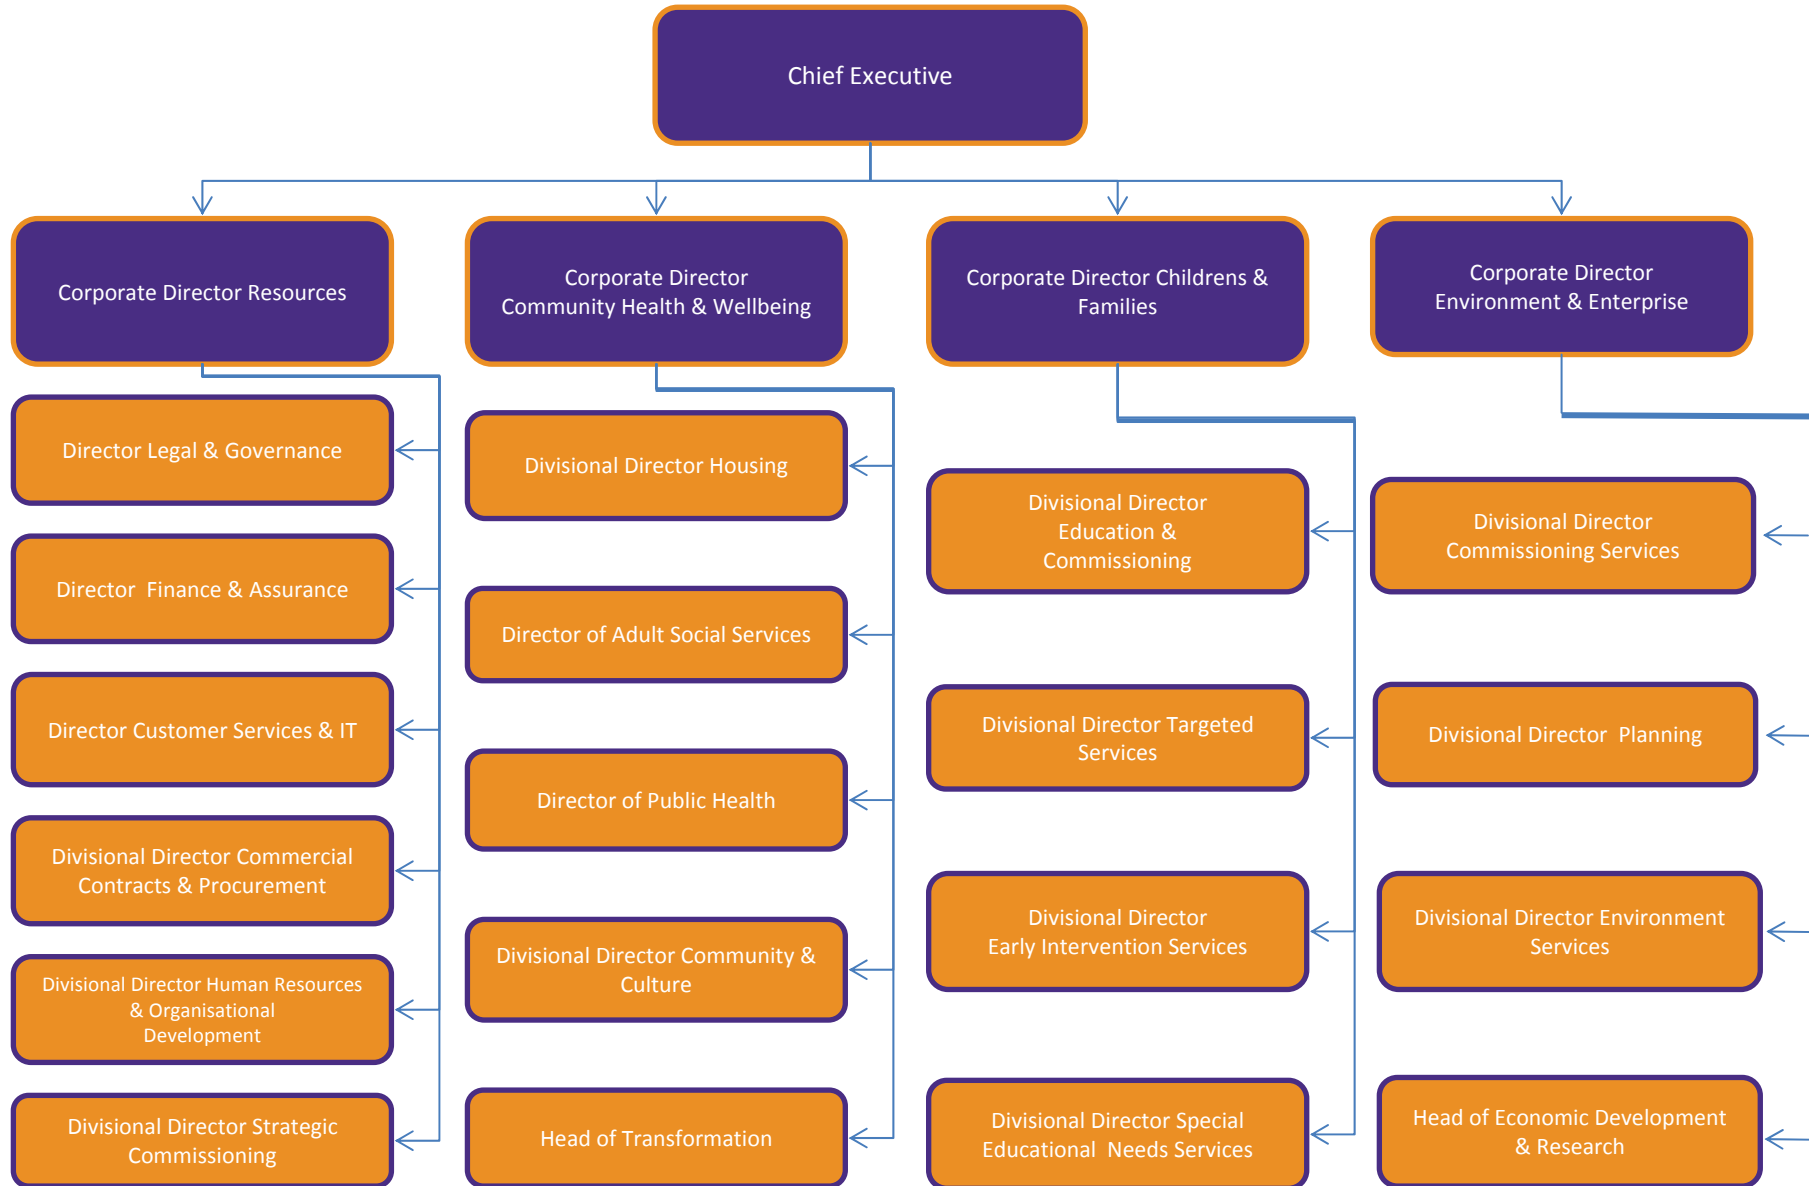 Chief Executive
Corporate Director Resources
Corporate Director
Community Health & Wellbeing
Corporate Director Childrens &
Families
Corporate Director
Environment & Enterprise
Director Legal & Governance
Director  Finance & Assurance
Director Customer Services & IT
Divisional Director Commercial
Contracts & Procurement
Divisional Director Human Resources
& Organisational
Development
Divisional Director Strategic
Commissioning
Divisional Director Housing
Director of Adult Social Services
Director of Public Health
Divisional Director Community &
Culture
Head of Transformation
Divisional Director
Education &
Commissioning
Divisional Director Targeted
Services
Divisional Director
Early Intervention Services
Divisional Director Special
Educational  Needs Services
Divisional Director
Commissioning Services
Divisional Director  Planning
Divisional Director Environment
Services
Head of Economic Development
& Research